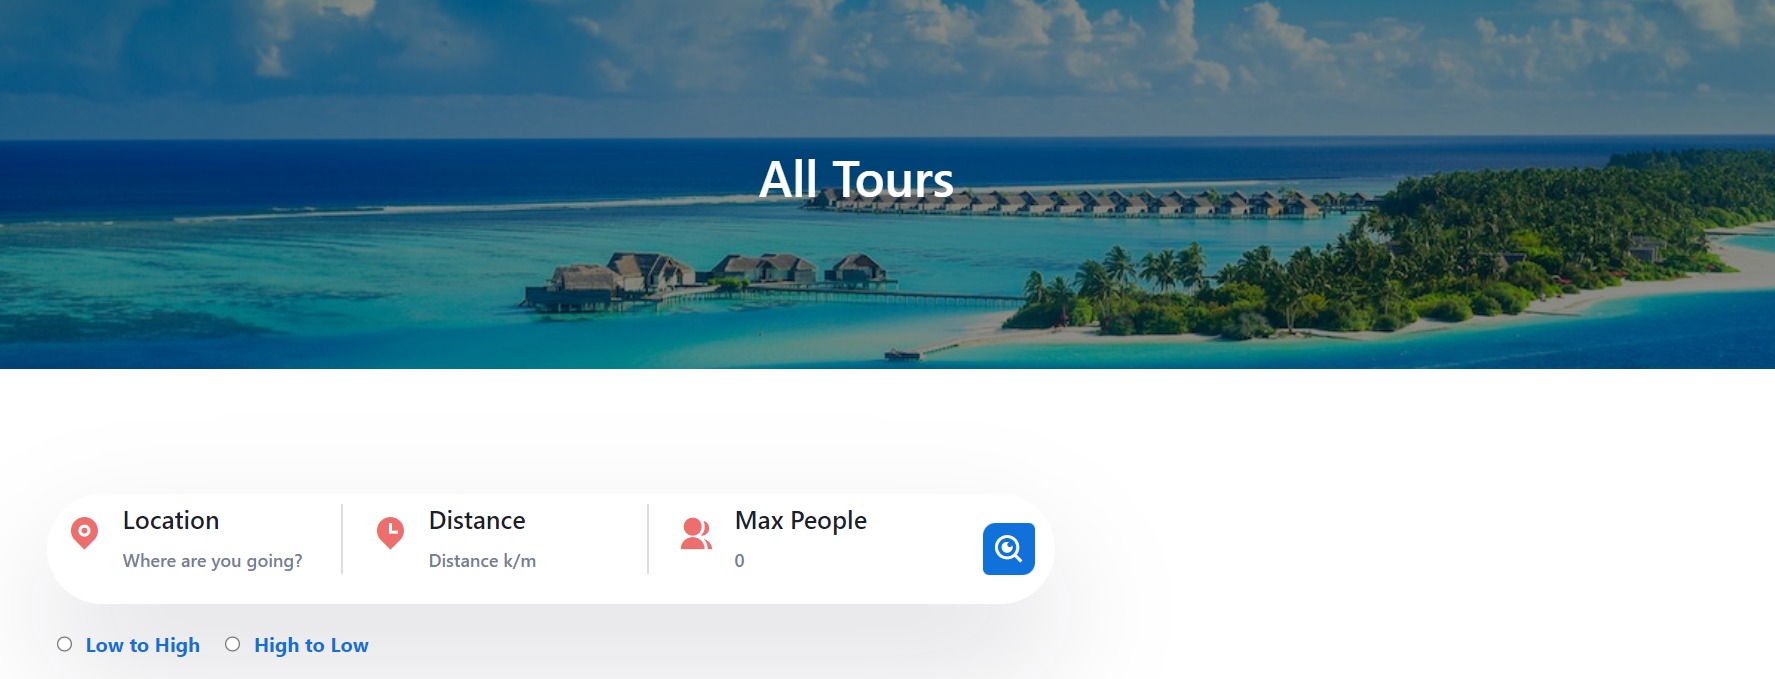 All Tours
Location
Where are you going?
Distance
Distance k/m
Max People
0
Low to High
High to Low